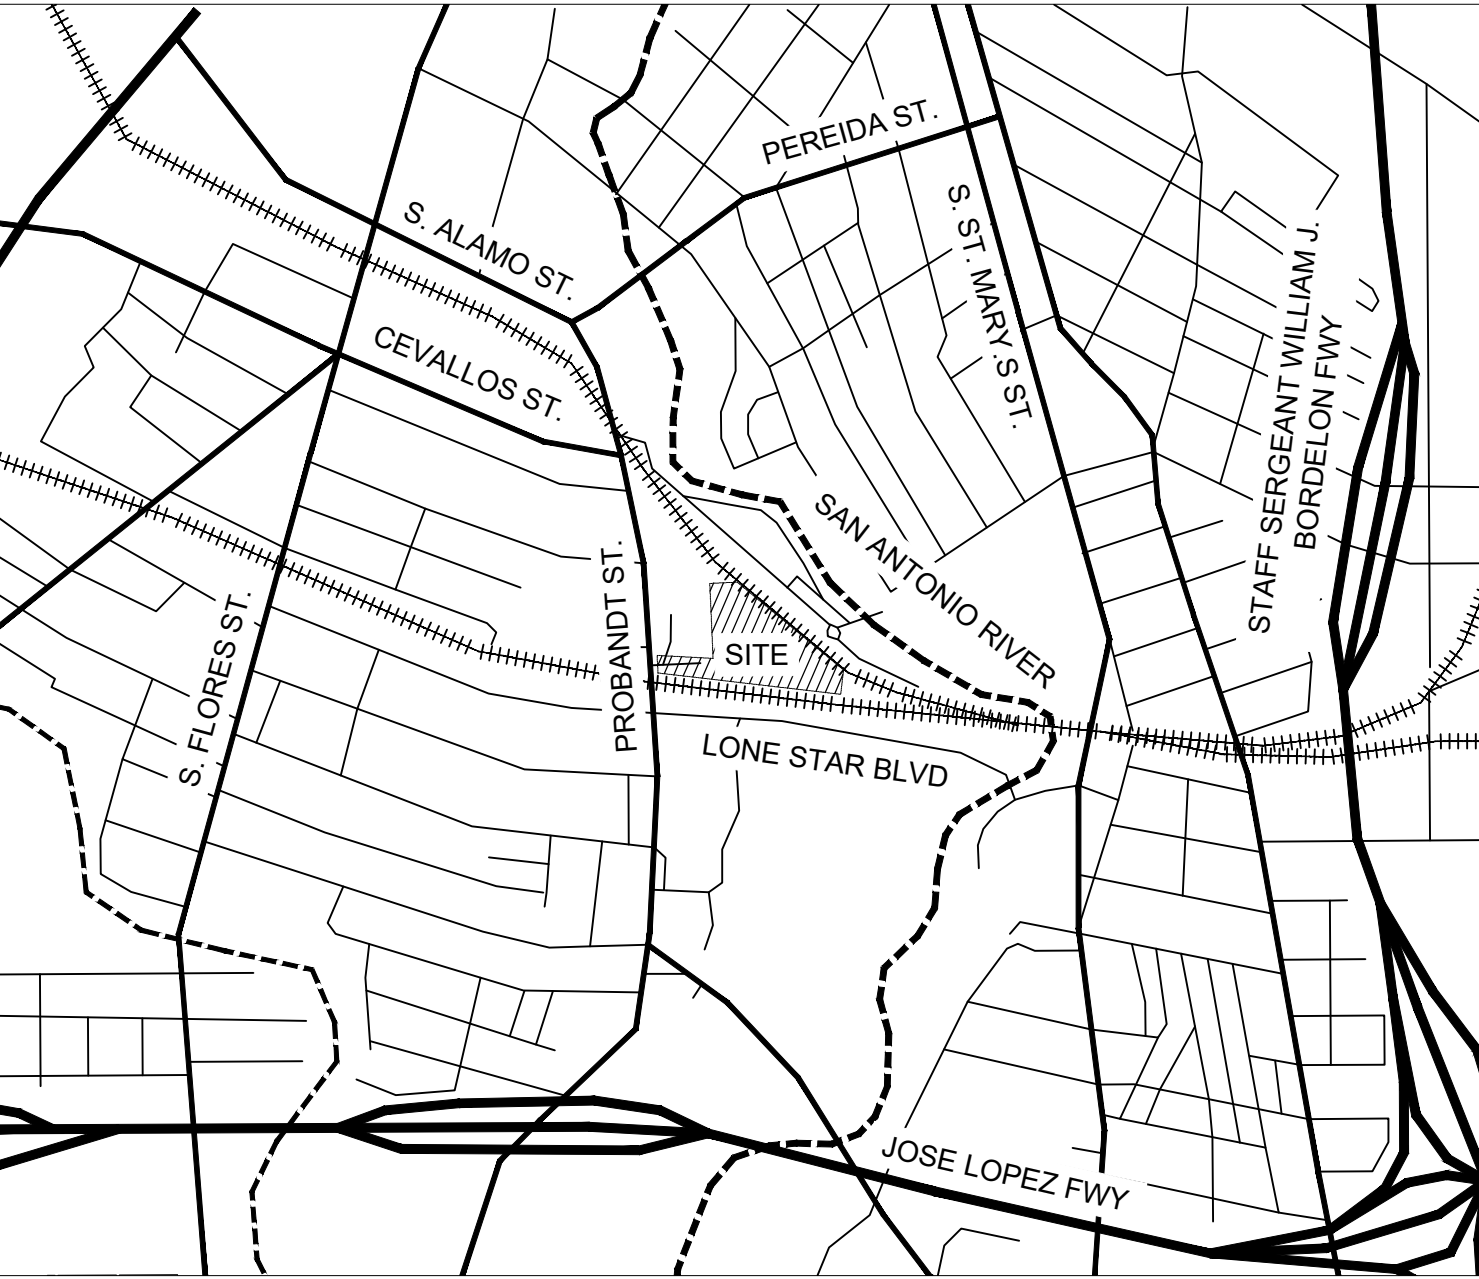 PEREIDA ST.
S. ALAMO ST.
S. ST. MARY.S ST.
STAFF SERGEANT WILLIAM J.
BORDELON FWY
CEVALLOS ST.
SAN ANTONIO RIVER
PROBANDT ST.
S. FLORES ST.
SITE
LONE STAR BLVD
JOSE LOPEZ FWY